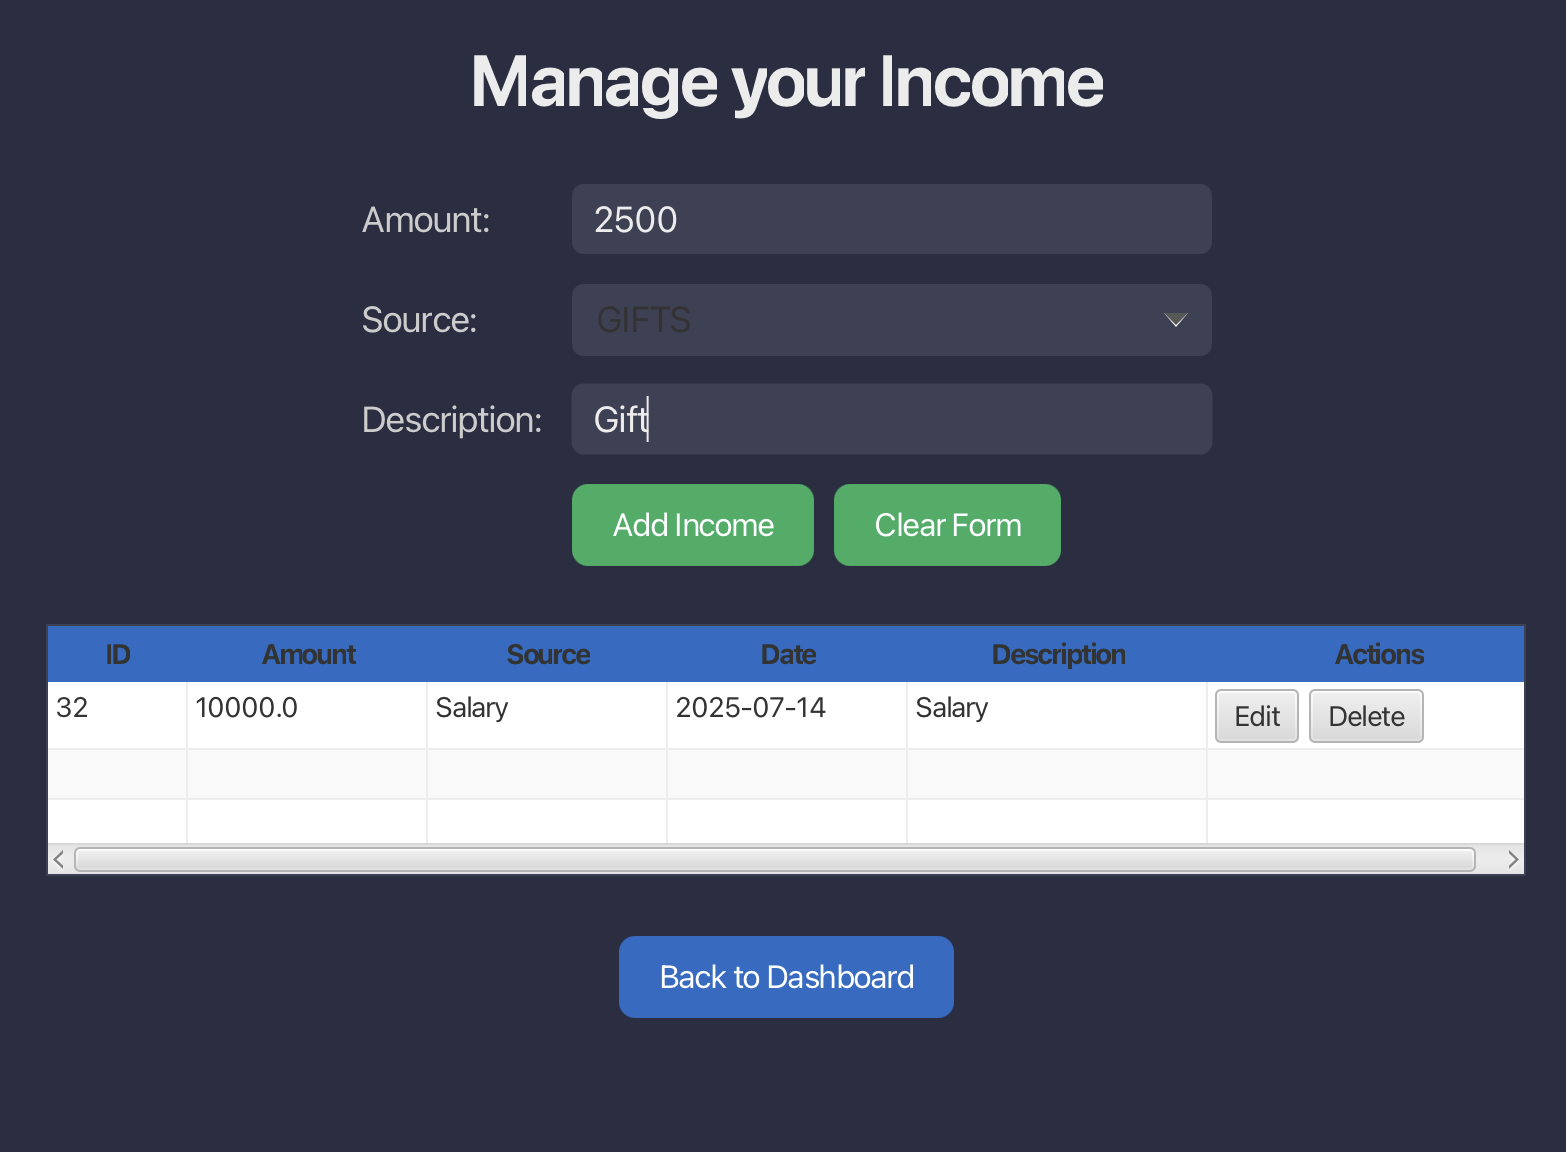 Manage your Income
Amount: 2500
Source: GIFTS
Description: Gift
Add Income Clear Form
ID Amount Source Date Description Actions
32 10000.0 Salary 2025-07-14 Salary Edit Delete
Back to Dashboard